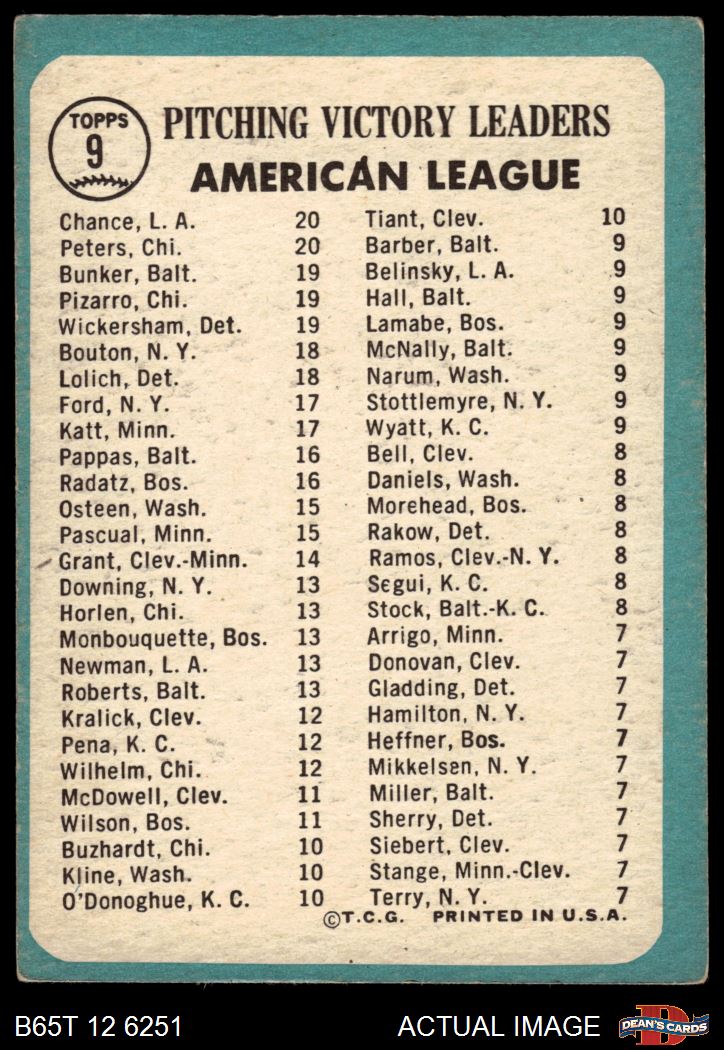 TOPPS
9
PITCHING VICTORY LEADERS
AMERICAN LEAGUE
Chance, L. A. 20
Peters, Chi. 20
Bunker, Balt. 19
Pizarro, Chi. 19
Wickersham, Det. 19
Bouton, N. Y. 18
Lolich, Det. 18
Ford, N. Y. 17
Katt, Minn. 17
Pappas, Balt. 16
Radatz, Bos. 16
Osteen, Wash. 15
Pascual, Minn. 15
Grant, Clev.-Minn. 14
Downing, N. Y. 13
Horlen, Chi. 13
Monbouquette, Bos. 13
Newman, L. A. 13
Roberts, Balt. 13
Kralick, Clev. 12
Pena, K. C. 12
Wilhelm, Chi. 12
McDowell, Clev. 11
Wilson, Bos. 11
Buzhardt, Chi. 10
Kline, Wash. 10
O'Donoghue, K. C. 10
Tiant, Clev. 10
Barber, Balt. 9
Belinsky, L. A. 9
Hall, Balt. 9
Lamabe, Bos. 9
McNally, Balt. 9
Narum, Wash. 9
Stottlemyre, N. Y. 9
Wyatt, K. C. 9
Bell, Clev. 8
Daniels, Wash. 8
Morehead, Bos. 8
Rakow, Det. 8
Ramos, Clev.-N. Y. 8
Segui, K. C. 8
Stock, Balt.-K. C. 8
Arrigo, Minn. 7
Donovan, Clev. 7
Gladding, Det. 7
Hamilton, N. Y. 7
Heffner, Bos. 7
Mikkelsen, N. Y. 7
Miller, Balt. 7
Sherry, Det. 7
Siebert, Clev. 7
Stange, Minn.-Clev. 7
Terry, N. Y. 7
©T.C.G. PRINTED IN U.S.A.
B65T 12 6251 ACTUAL IMAGE
D
DEAN'S CARDS